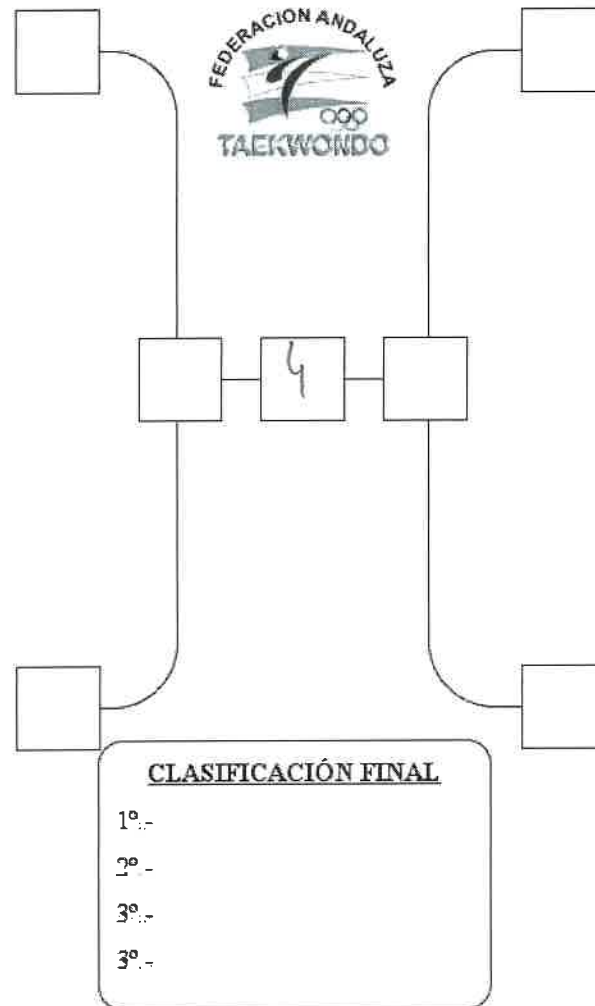 FEDERACION ANDALUZA
TAEKWONDO
4
CLASIFICACIÓN FINAL
1º.-
2º.-
3º.-
3º.-